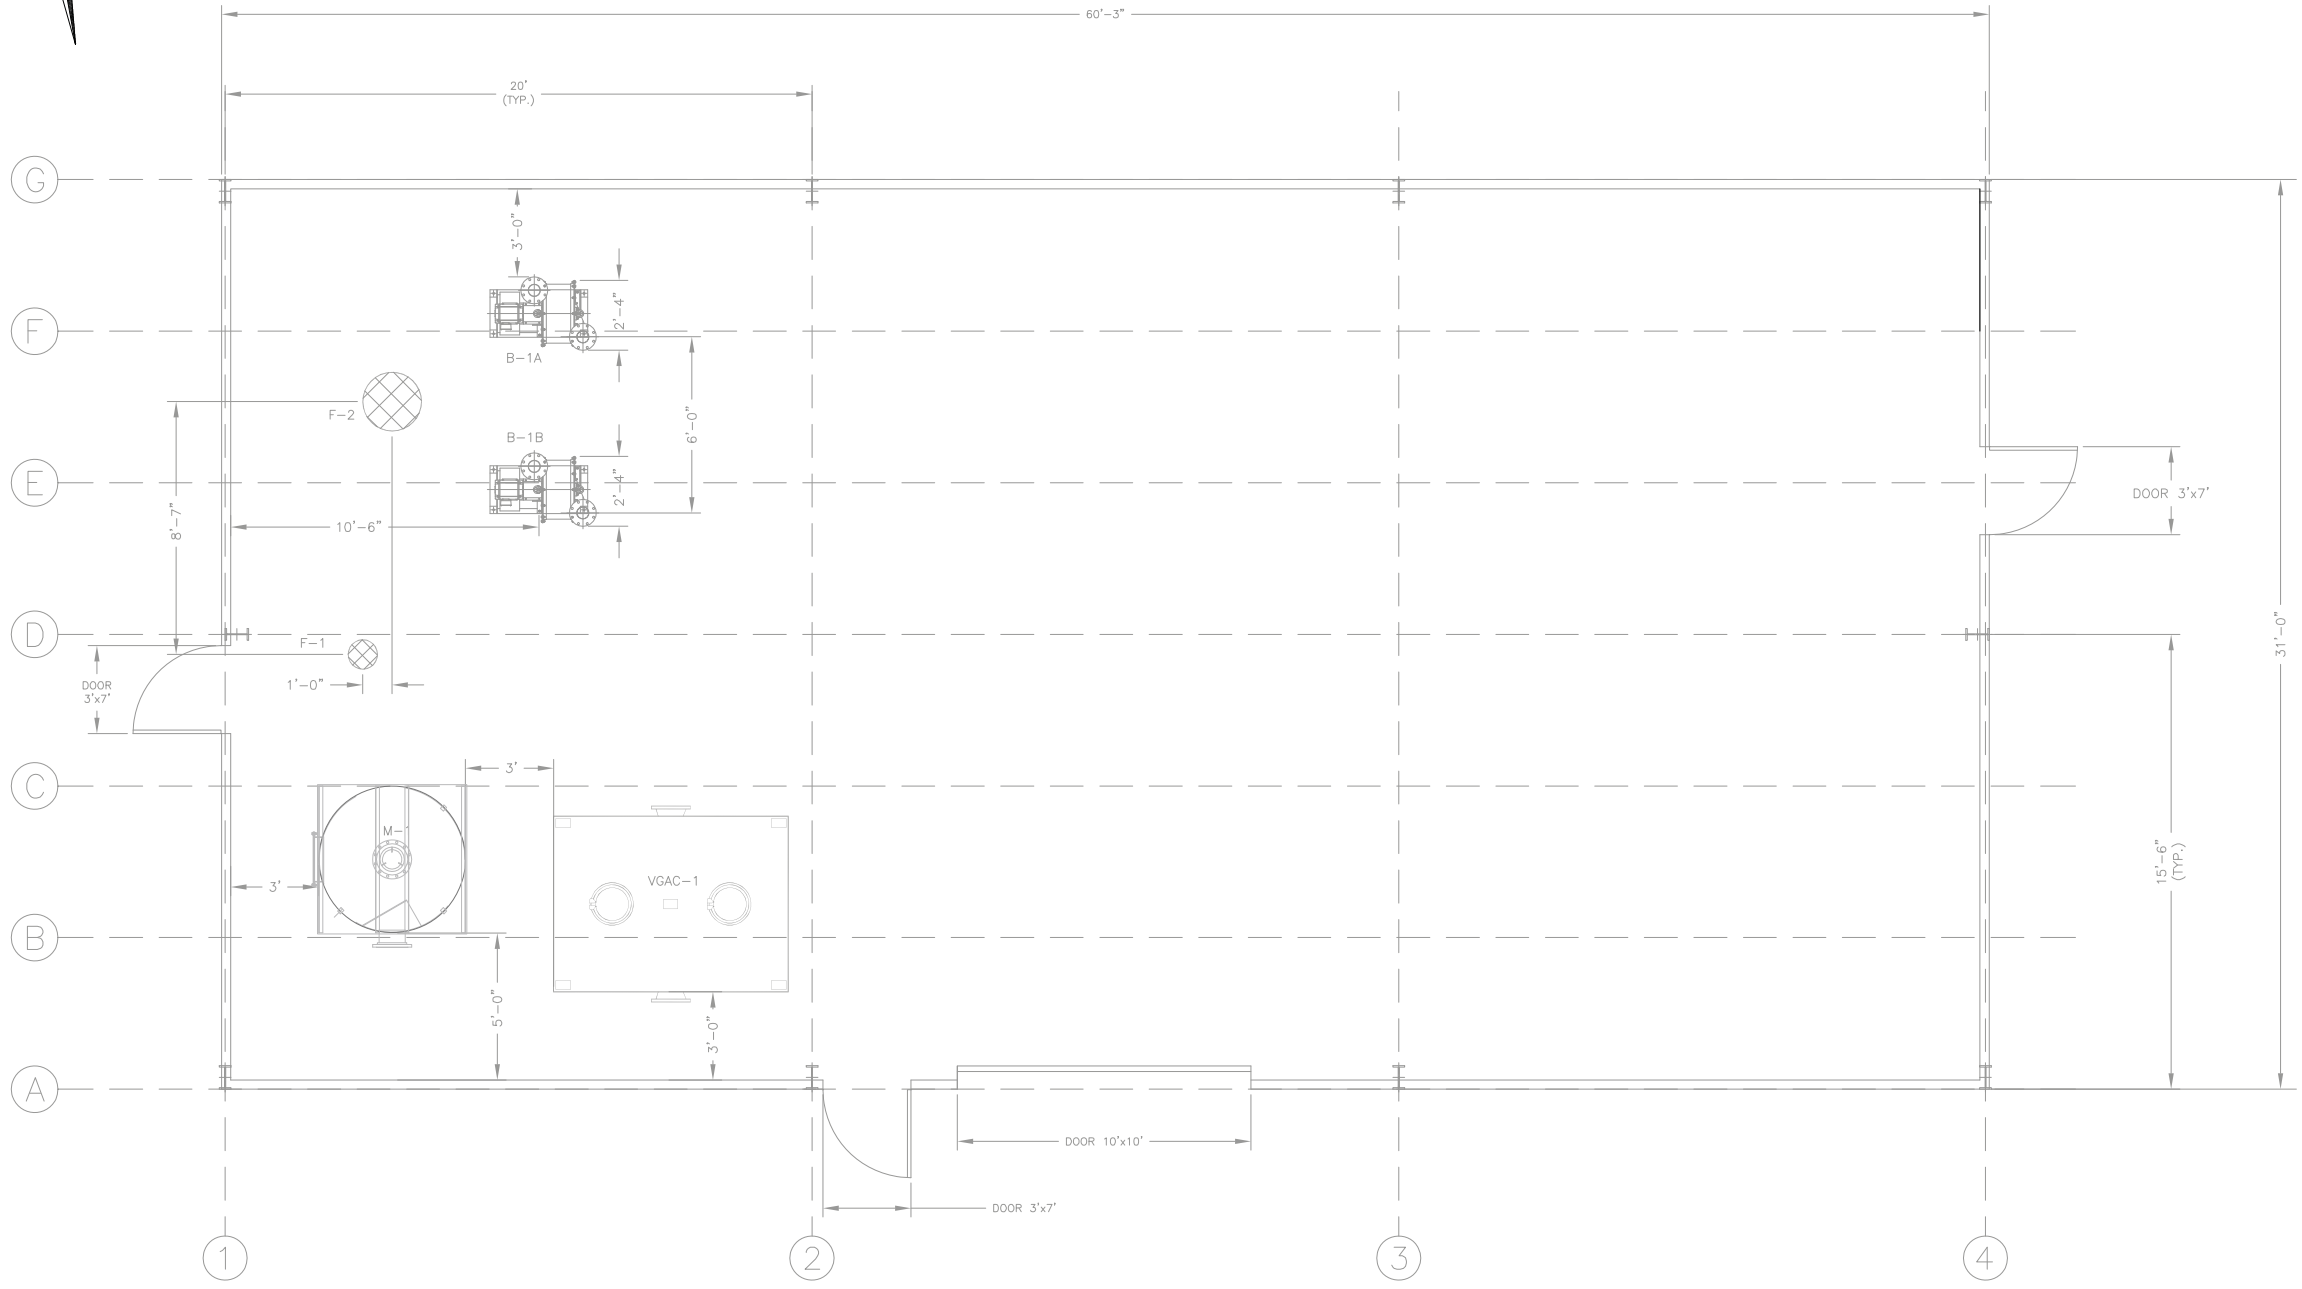 60'-3"
20'
(TYP.)
G
3'-0"
2'-4"
F
B-1A
F-2
6'-0"
B-1B
E
2'-4"
DOOR 3'x7'
8'-7"
10'-6"
D
F-1
31'-0"
1'-0"
DOOR
3'x7'
C
3'
M-
15'-6"
(TYP.)
3'
VGAC-1
B
5'-0"
3'-0"
A
DOOR 10'x10'
DOOR 3'x7'
1
2
3
4